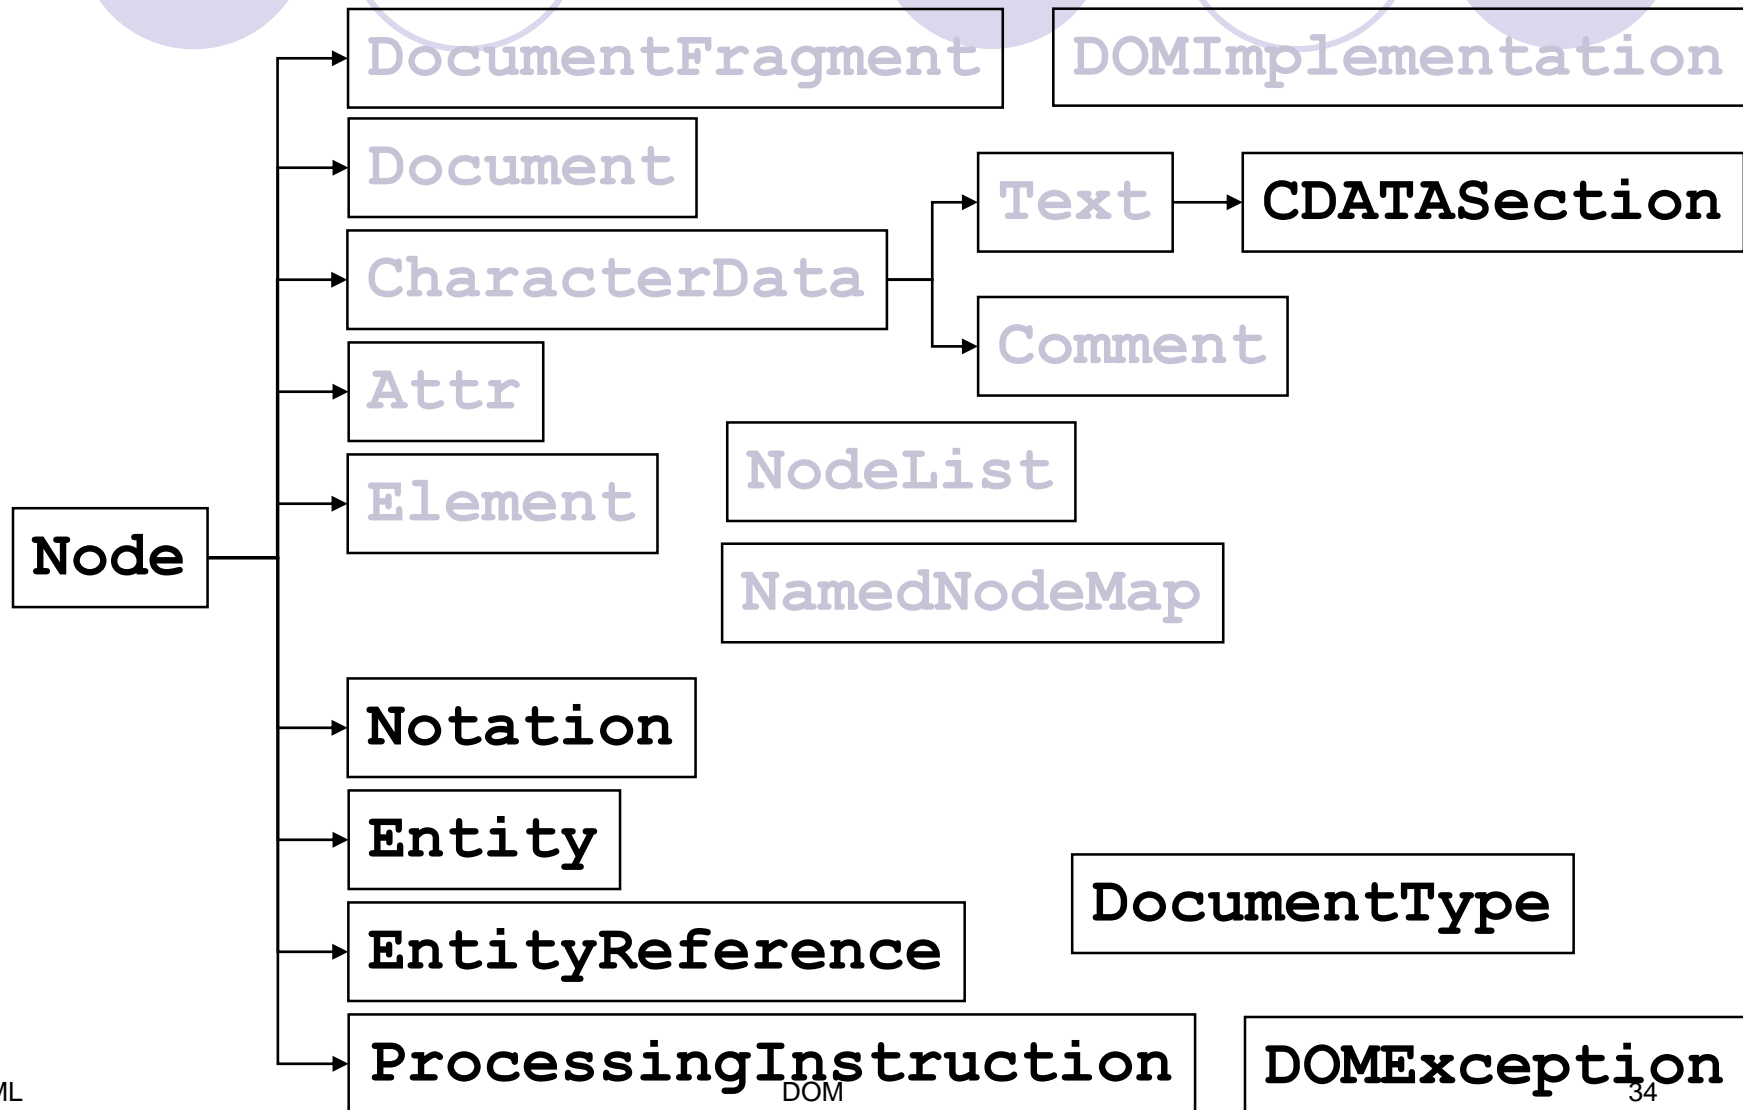 DocumentFragment
DOMImplementation
Document
Text
CDATASection
CharacterData
Comment
Attr
NodeList
Element
Node
NamedNodeMap
Notation
Entity
DocumentType
EntityReference
ProcessingInstruction
DOMException
ML
DOM
34